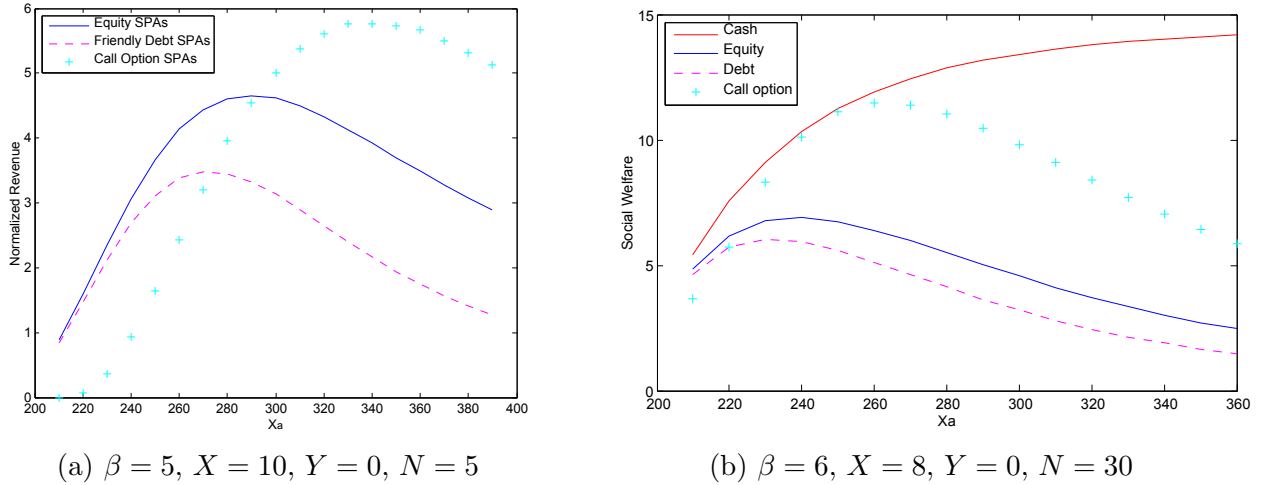 6
5
4
3
2
1
0
Normalized Revenue
Equity SPAs
Friendly Debt SPAs
Call Option SPAs
200 220 240 260 280 300 320 340 360 380 400
Xa
(a) β = 5, X = 10, Y = 0, N = 5
15
10
5
0
Social Welfare
Cash
Equity
Debt
Call option
200 220 240 260 280 300 320 340 360
Xa
(b) β = 6, X = 8, Y = 0, N = 30